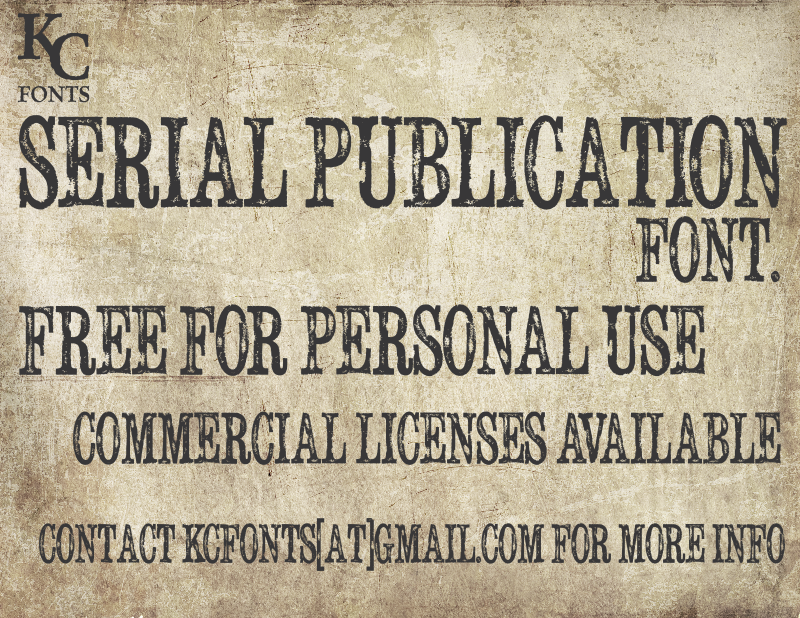 KC
FONTS
SERIAL PUBLICATION
FONT.
FREE FOR PERSONAL USE
COMMERCIAL LICENSES AVAILABLE
CONTACT KCFONTS[AT]GMAIL.COM FOR MORE INFO